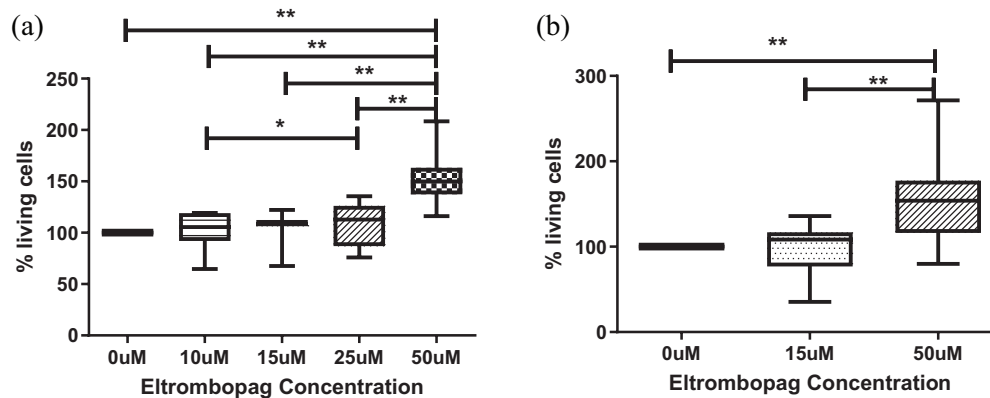 (a)
**
**
**
**
*
250
200
150
100
50
0
% living cells
0uM 10uM 15uM 25uM 50uM
Eltrombopag Concentration
(b)
**
**
300
200
100
0
% living cells
0uM 15uM 50uM
Eltrombopag Concentration